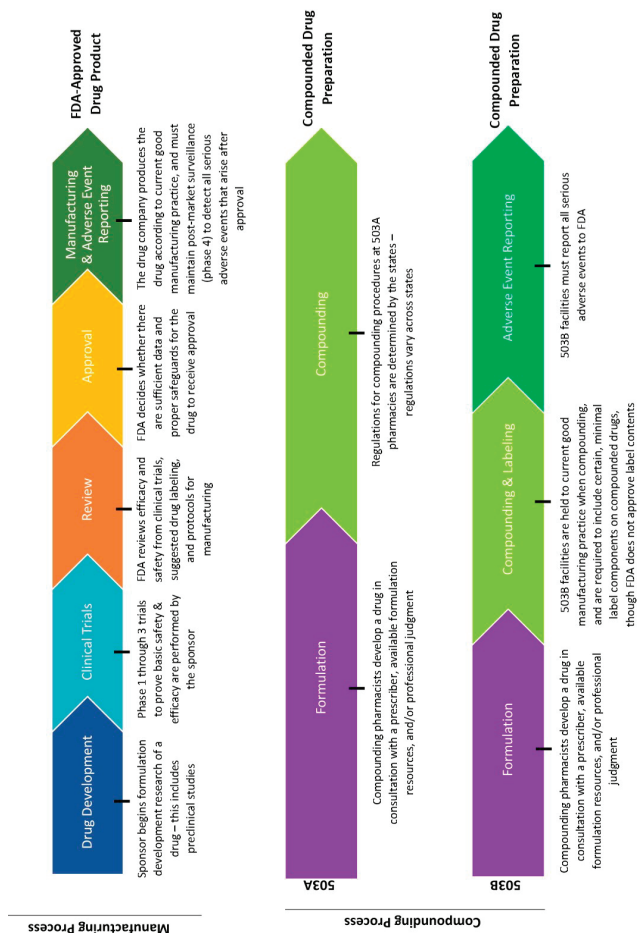 Manufacturing Process
Drug Development
Clinical Trials
Review
Approval
Manufacturing
& Adverse Event
Reporting
FDA-Approved
Drug Product
Sponsor begins formulation
development research of a
drug – this includes
preclinical studies
Phase 1 through 3 trials
to prove basic safety &
efficacy are performed by
the sponsor
FDA reviews efficacy and
safety from clinical trials,
suggested drug labeling,
and protocols for
manufacturing
FDA decides whether there
are sufficient data and
proper safeguards for the
drug to receive approval
The drug company produces the
drug according to current good
manufacturing practice, and must
maintain post-market surveillance
(phase 4) to detect all serious
adverse events that arise after
approval
Compounding Process
503A
Formulation
Compounding
Compounded Drug
Preparation
Compounding pharmacists develop a drug in
consultation with a prescriber, available formulation
resources, and/or professional judgment
Regulations for compounding procedures at 503A
pharmacies are determined by the states –
regulations vary across states
503B
Formulation
Compounding & Labeling
Adverse Event Reporting
Compounded Drug
Preparation
Compounding pharmacists develop a drug in
consultation with a prescriber, available
formulation resources, and/or professional
judgment
503B facilities are held to current good
manufacturing practice when compounding,
and are required to include certain, minimal
label components on compounded drugs,
though FDA does not approve label contents
503B facilities must report all serious
adverse events to FDA